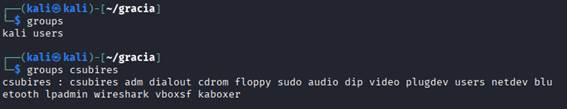 ┌──(kali㉿kali)-[~/gracia]
└─$ groups
kali users
┌──(kali㉿kali)-[~/gracia]
└─$ groups csubires
csubires : csubires adm dialout cdrom floppy sudo audio dip video plugdev users netdev blu
etooth lpadmin wireshark vboxsf kaboxer